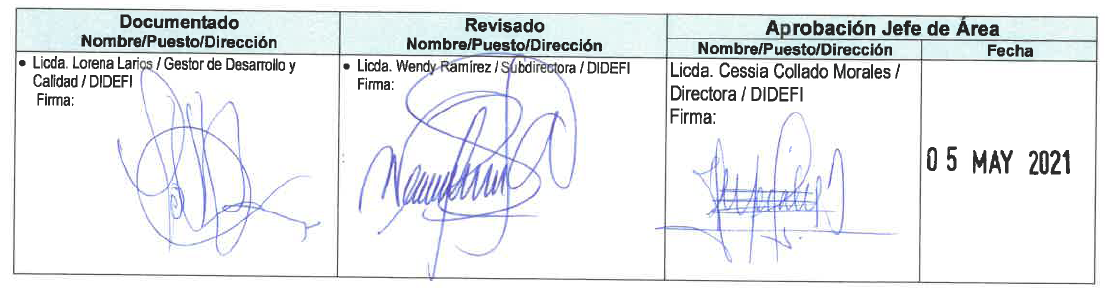 Documentado
Nombre/Puesto/Dirección
Revisado
Nombre/Puesto/Dirección
Aprobación Jefe de Área
Nombre/Puesto/Dirección
Fecha
• Licda. Lorena Larios / Gestor de Desarrollo y
Calidad / DIDEFI
Firma:
• Licda. Wendy Ramírez / Subdirectora / DIDEFI
Firma:
Licda. Cessia Collado Morales /
Directora / DIDEFI
Firma:
05 MAY 2021